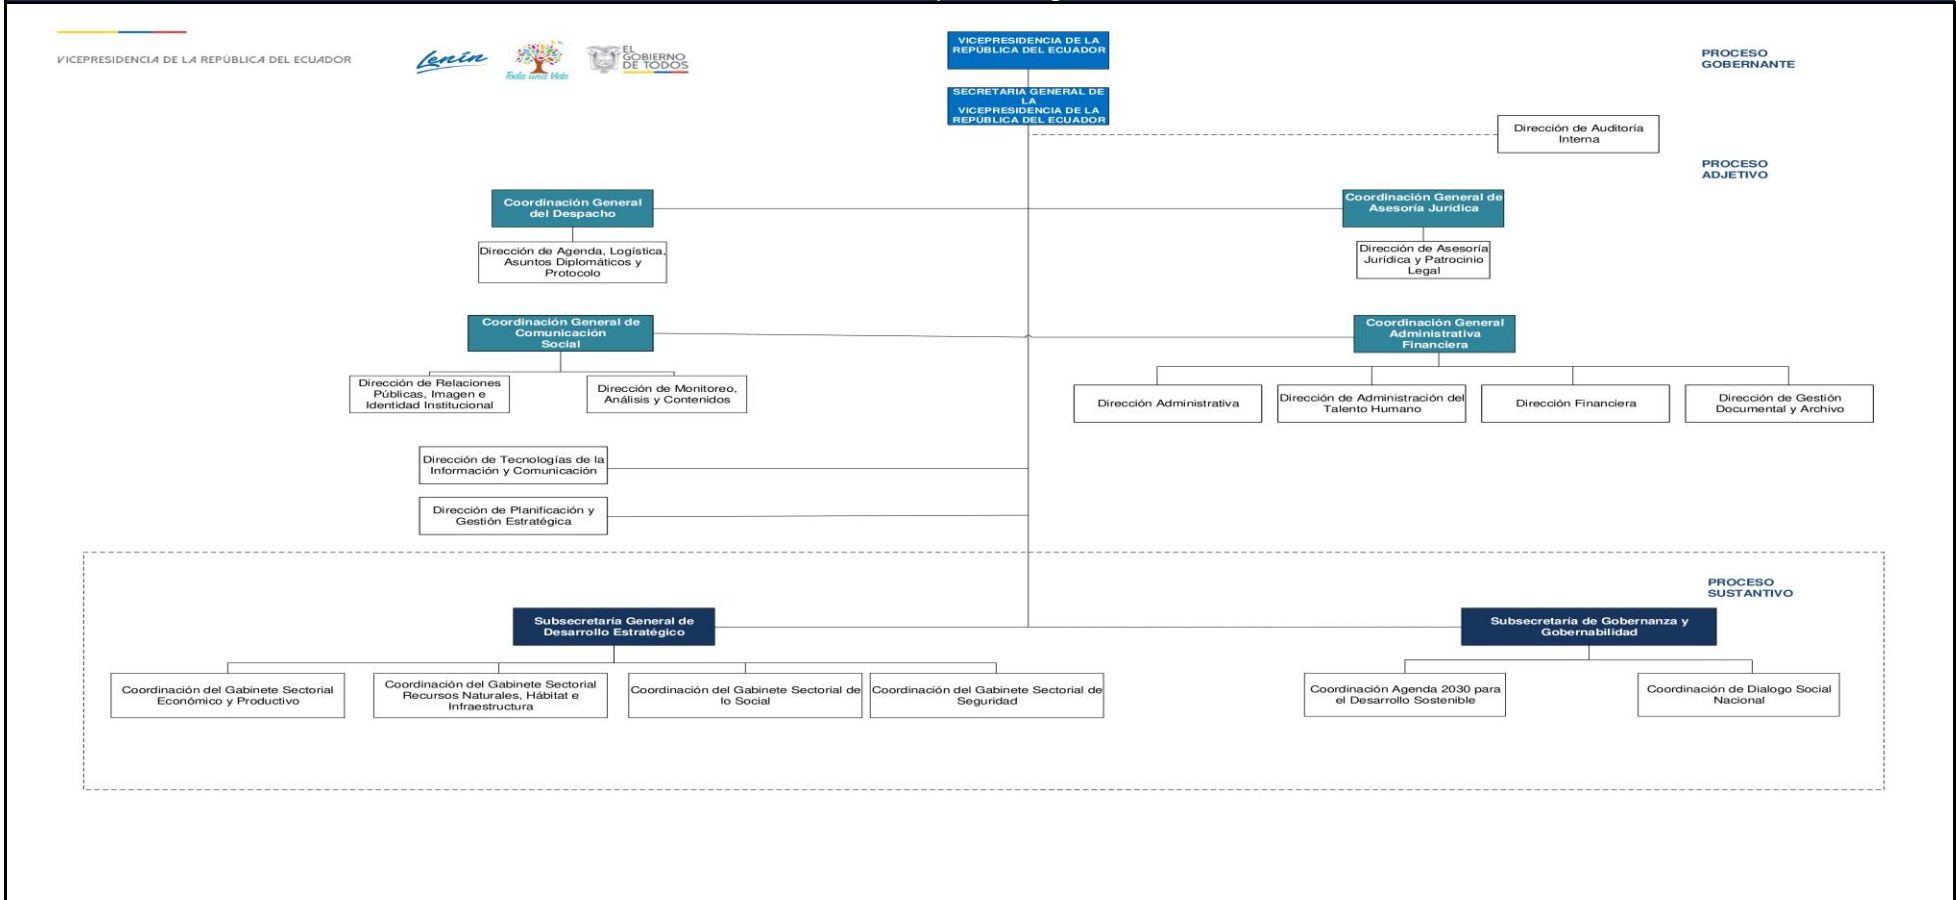 VICEPRESIDENCIA DE LA REPÚBLICA DEL ECUADOR
Lenín
Toda una Vida
EL
GOBIERNO
DE TODOS
VICEPRESIDENCIA DE LA
REPÚBLICA DEL ECUADOR
PROCESO
GOBERNANTE
SECRETARIA GENERAL DE
LA
VICEPRESIDENCIA DE LA
REPÚBLICA DEL ECUADOR
Dirección de Auditoría
Interna
PROCESO
ADJETIVO
Coordinación General
del Despacho
Coordinación General de
Asesoría Jurídica
Dirección de Agenda, Logística,
Asuntos Diplomáticos y
Protocolo
Dirección de Asesoría
Jurídica y Patrocinio
Legal
Coordinación General de
Comunicación
Social
Coordinación General
Administrativa
Financiera
Dirección de Relaciones
Públicas, Imagen e
Identidad Institucional
Dirección de Monitoreo,
Análisis y Contenidos
Dirección Administrativa
Dirección de Administración del
Talento Humano
Dirección Financiera
Dirección de Gestión
Documental y Archivo
Dirección de Tecnologías de la
Información y Comunicación
Dirección de Planificación y
Gestión Estratégica
PROCESO
SUSTANTIVO
Subsecretaría General de
Desarrollo Estratégico
Subsecretaría de Gobernanza y
Gobernabilidad
Coordinación del Gabinete Sectorial
Económico y Productivo
Coordinación del Gabinete Sectorial
Recursos Naturales, Hábitat e
Infraestructura
Coordinación del Gabinete Sectorial de
lo Social
Coordinación del Gabinete Sectorial de
Seguridad
Coordinación Agenda 2030 para
el Desarrollo Sostenible
Coordinación de Dialogo Social
Nacional